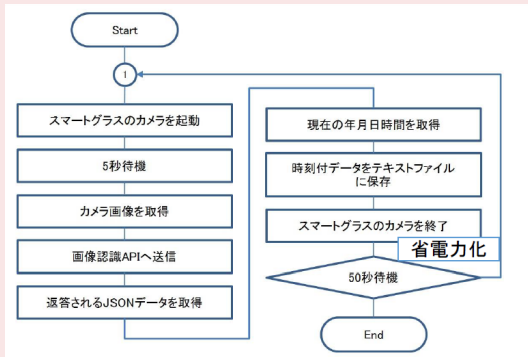 Start
1
スマートグラスのカメラを起動
5秒待機
カメラ画像を取得
画像認識APIへ送信
返答されるJSONデータを取得
現在の年月日時間を取得
時刻付データをテキストファイル
に保存
スマートグラスのカメラを終了
省電力化
50秒待機
End